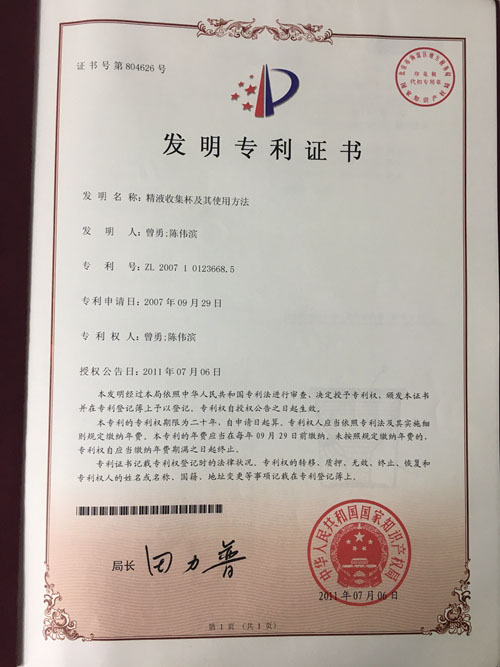 证书号第804626号
印花税
代扣专用章
国家知识产权局
发明专利证书
发明名称：精液收集杯及其使用方法
发明人：曾勇;陈伟滨
专利号：ZL 2007 1 0123668.5
专利申请日：2007年09月29日
专利权人：曾勇;陈伟滨
授权公告日：2011年07月06日
本发明经过本局依照中华人民共和国专利法进行审查，决定授予专利权，颁发本证书
并在专利登记簿上予以登记。专利权自授权公告之日起生效。
本专利的专利权期限为二十年，自申请日起算。专利权人应当依照专利法及其实施细
则规定缴纳年费。本专利的年费应当在每年09月29日前缴纳。未按照规定缴纳年费的，
专利权自应当缴纳年费期满之日起终止。
专利证书记载专利权登记时的法律状况。专利权的转移、质押、无效、终止、恢复和
专利权人的姓名或名称、国籍、地址变更等事项记载在专利登记簿上。
局长 田力普
中华人民共和国国家知识产权局
2011年07月06日
第1页（共1页）